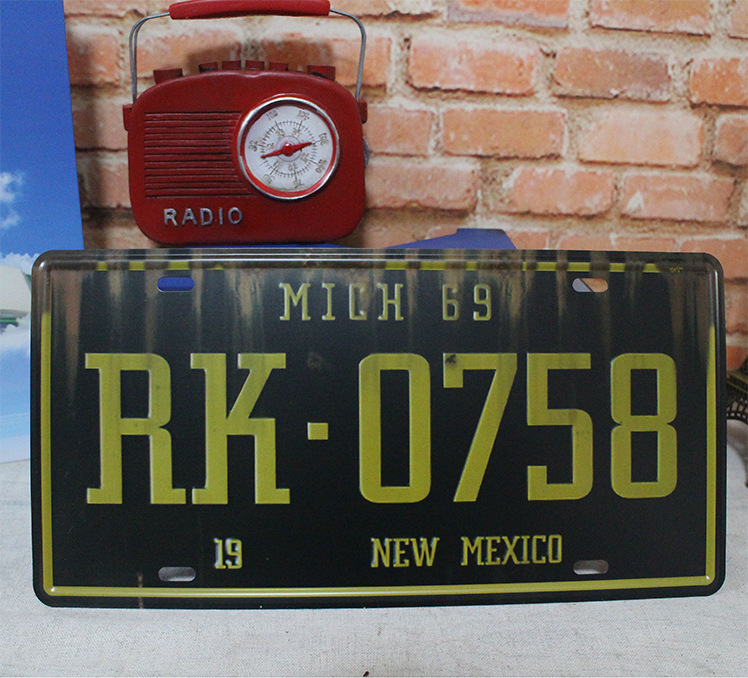 RADIO
MICH 69
RK·0758
19 NEW MEXICO